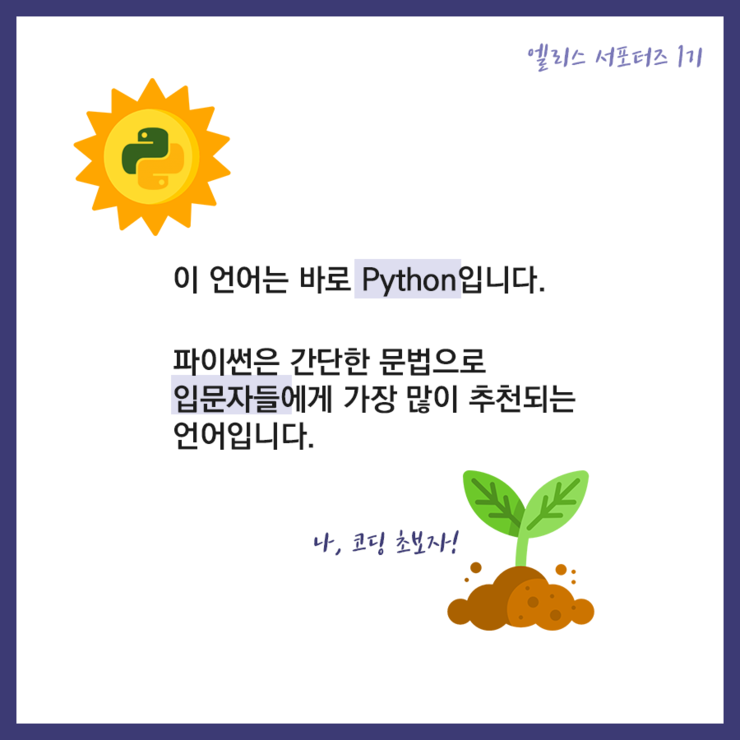 엘리스 서포터즈 1기
이 언어는 바로 Python입니다.
파이썬은 간단한 문법으로
입문자들에게 가장 많이 추천되는
언어입니다.
나, 코딩 초보자!